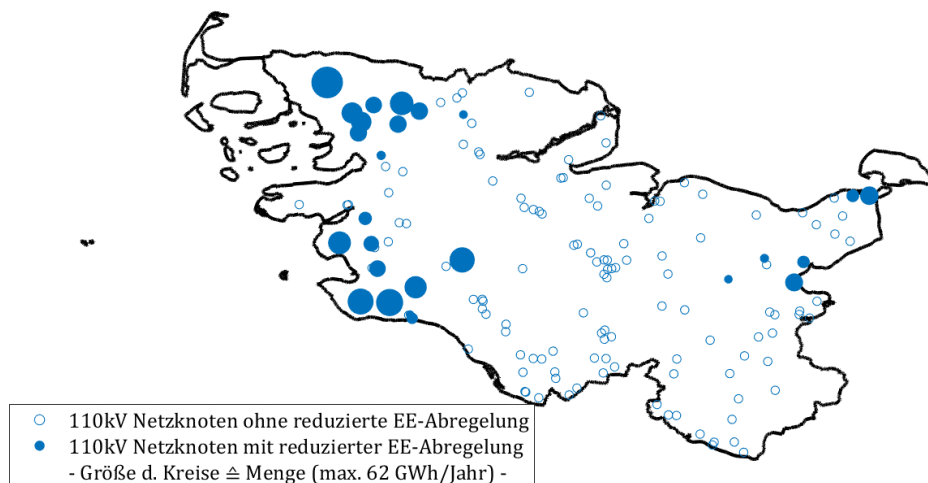 110kV Netzknoten ohne reduzierte EE-Abregelung
110kV Netzknoten mit reduzierter EE-Abregelung
- Größe d. Kreise ≙ Menge (max. 62 GWh/Jahr) -